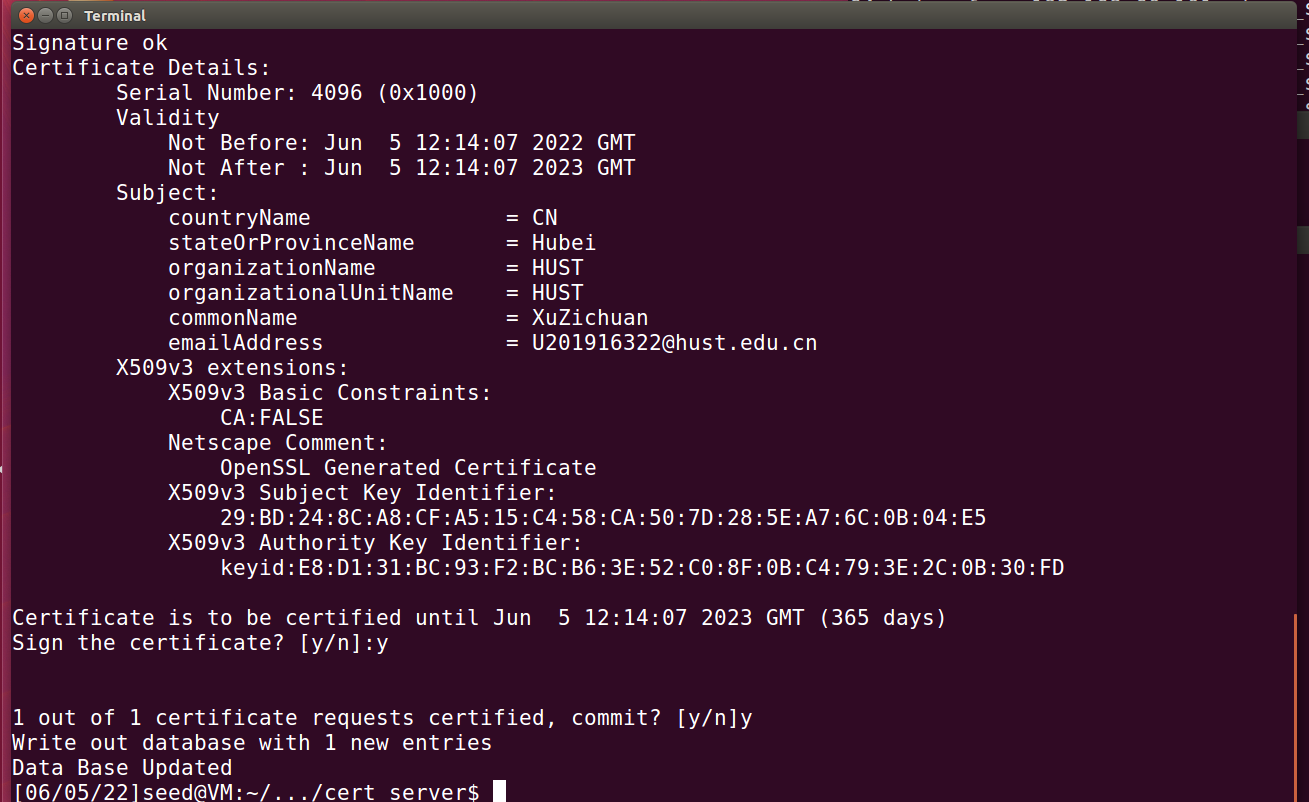 Terminal
Signature ok
Certificate Details:
        Serial Number: 4096 (0x1000)
        Validity
            Not Before: Jun  5 12:14:07 2022 GMT
            Not After : Jun  5 12:14:07 2023 GMT
        Subject:
            countryName               = CN
            stateOrProvinceName       = Hubei
            organizationName          = HUST
            organizationalUnitName    = HUST
            commonName                = XuZichuan
            emailAddress              = U201916322@hust.edu.cn
        X509v3 extensions:
            X509v3 Basic Constraints:
                CA:FALSE
            Netscape Comment:
                OpenSSL Generated Certificate
            X509v3 Subject Key Identifier:
                29:BD:24:8C:A8:CF:A5:15:C4:58:CA:50:7D:28:5E:A7:6C:0B:04:E5
            X509v3 Authority Key Identifier:
                keyid:E8:D1:31:BC:93:F2:BC:B6:3E:52:C0:8F:0B:C4:79:3E:2C:0B:30:FD
Certificate is to be certified until Jun  5 12:14:07 2023 GMT (365 days)
Sign the certificate? [y/n]:y
1 out of 1 certificate requests certified, commit? [y/n]y
Write out database with 1 new entries
Data Base Updated
[06/05/22]seed@VM:~/.../cert_server$